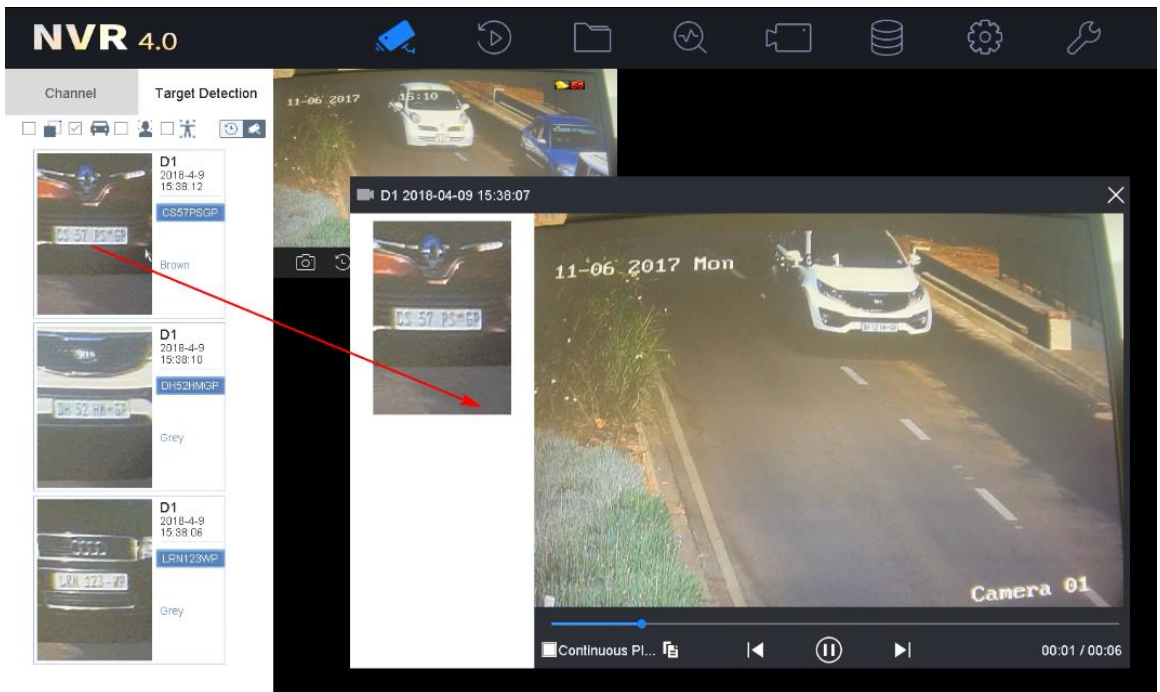 NVR 4.0
Channel
Target Detection
D1
2018-4-9
15:38:12
CS57PSGP
CS 57 PS GP
Brown
D1
2018-4-9
15:38:10
DH52HMGP
DH 52 HM GP
Grey
D1
2018-4-9
15:38:06
LRN123WP
LRN 123-WP
Grey
11-06 2017 15:10
D1 2018-04-09 15:38:07
CS 57 PS GP
11-06 2017 Mon
Camera 01
Continuous Pl...
00:01 / 00:06